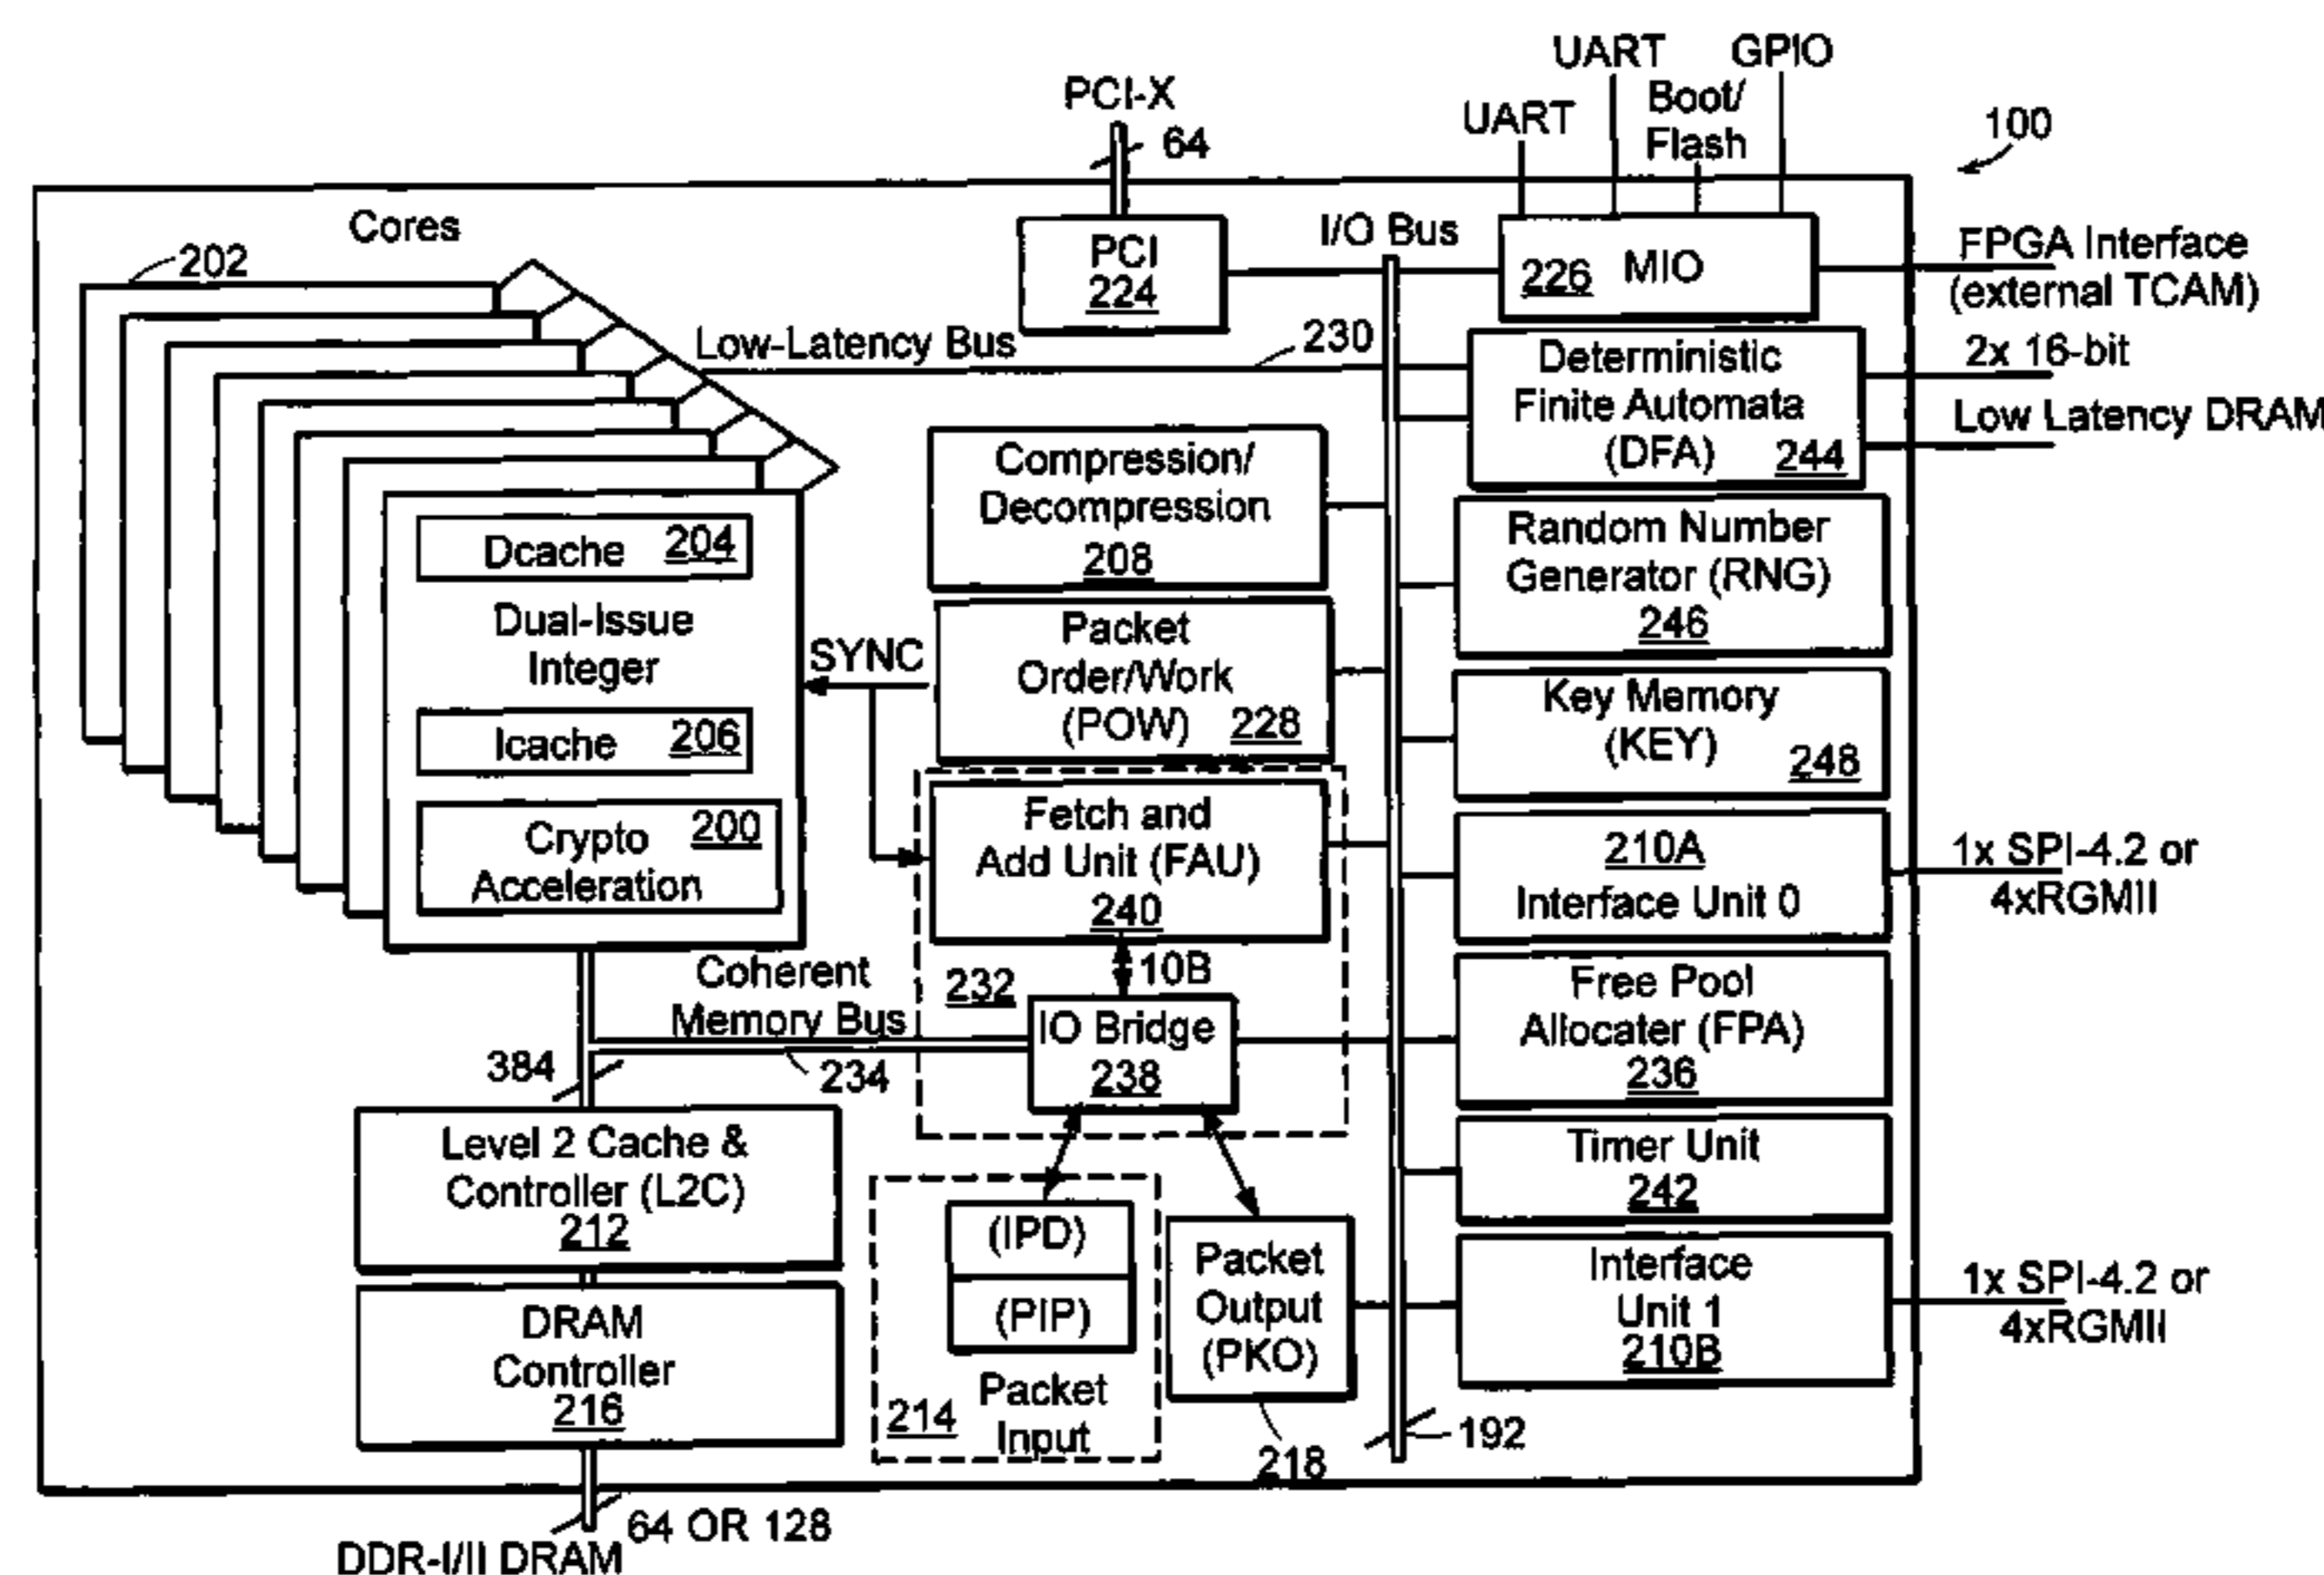 UART GPIO
PCI-X
UART
Boot/
Flash
64
100
Cores
202
PCI
224
I/O Bus
226 MIO
FPGA Interface
(external TCAM)
Low-Latency Bus
230
Deterministic
Finite Automata
(DFA) 244
2x 16-bit
Low Latency DRAM
Compression/
Decompression
208
Random Number
Generator (RNG)
246
Dcache 204
Dual-Issue
Integer
Icache 206
Crypto 200
Acceleration
SYNC
Packet
Order/Work
(POW) 228
Key Memory
(KEY)
248
Fetch and
Add Unit (FAU)
240
210A
Interface Unit 0
1x SPI-4.2 or
4xRGMII
10B
232
Coherent
Memory Bus
234
384
IO Bridge
238
Free Pool
Allocater (FPA)
236
Level 2 Cache &
Controller (L2C)
212
Timer Unit
242
(IPD)
(PIP)
Packet
Input
214
Packet
Output
(PKO)
218
Interface
Unit 1
210B
1x SPI-4.2 or
4xRGMII
DRAM
Controller
216
192
64 OR 128
DDR-I/II DRAM